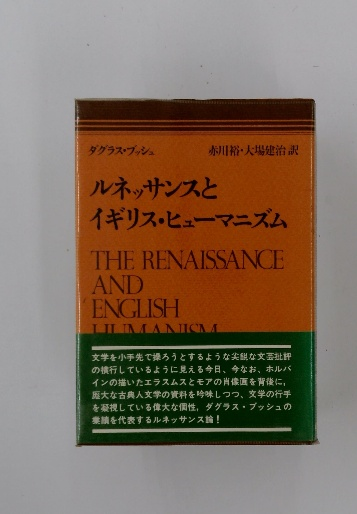 ダグラス・ブッシュ 赤川裕・大場建治 訳
ルネッサンスと
イギリス・ヒューマニズム
THE RENAISSANCE
AND
ENGLISH
HUMANISM
文学を小手先で操ろうとするような尖鋭な文芸批評
の横行しているように見える今日、今なお、ホルバ
インの描いたエラスムスとモアの肖像画を背後に、
厖大な古典人文学の資料を吟味しつつ、文学の行手
を凝視している偉大な個性、ダグラス・ブッシュの
業績を代表するルネッサンス論!